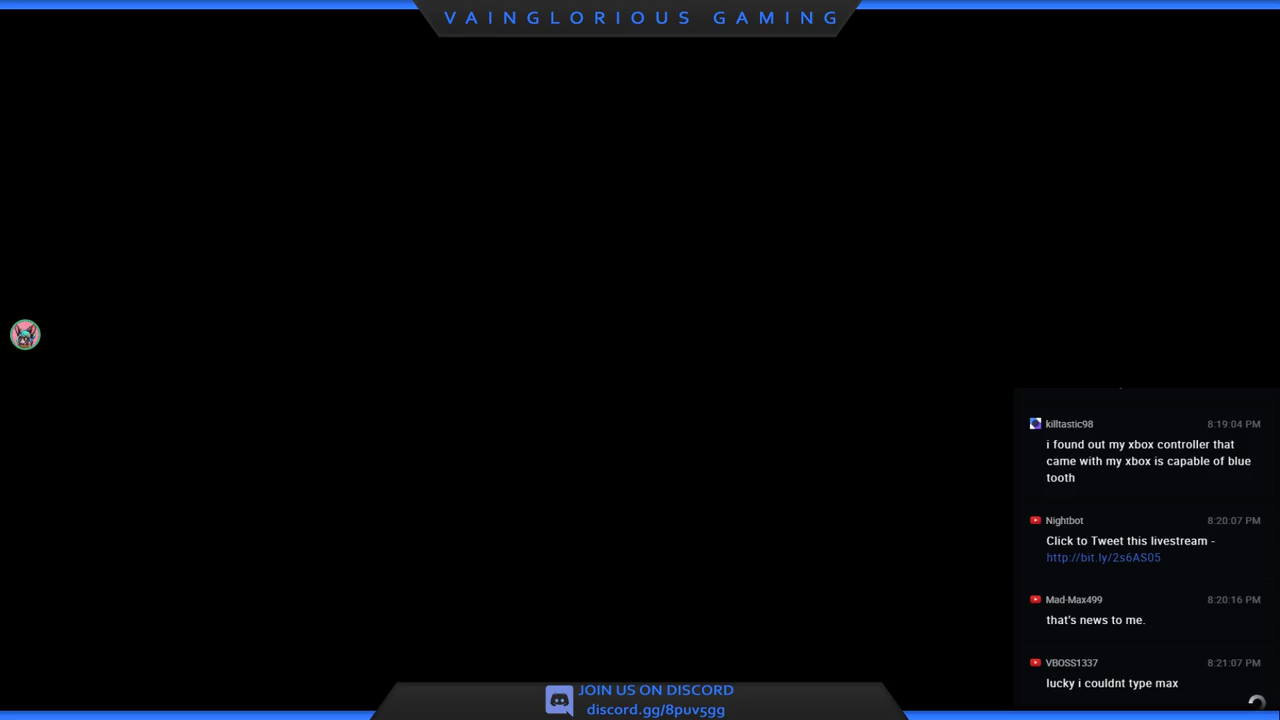 VAINGLORIOUS GAMING
killtastic98 8:19:04 PM
i found out my xbox controller that
came with my xbox is capable of blue
tooth
Nightbot 8:20:07 PM
Click to Tweet this livestream -
http://bit.ly/2s6AS05
Mad-Max499 8:20:16 PM
that's news to me.
VBOSS1337 8:21:07 PM
lucky i couldnt type max
JOIN US ON DISCORD
discord.gg/8puv5gg